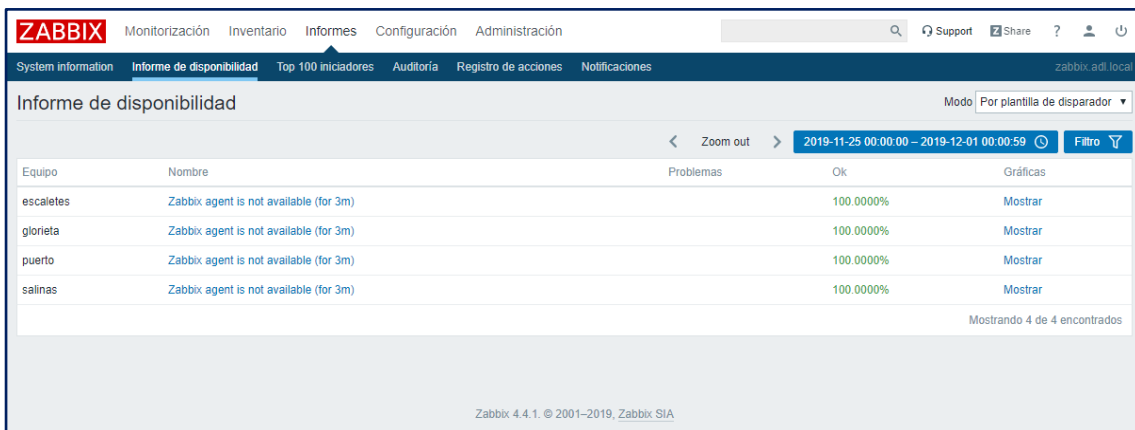 ZABBIX Monitorización Inventario Informes Configuración Administración Support Z Share ?
System information Informe de disponibilidad Top 100 iniciadores Auditoría Registro de acciones Notificaciones zabbix.adl.local
Informe de disponibilidad Modo Por plantilla de disparador
Zoom out 2019-11-25 00:00:00 – 2019-12-01 00:00:59 Filtro
Equipo Nombre Problemas Ok Gráficas
escaletes Zabbix agent is not available (for 3m) 100.0000% Mostrar
glorieta Zabbix agent is not available (for 3m) 100.0000% Mostrar
puerto Zabbix agent is not available (for 3m) 100.0000% Mostrar
salinas Zabbix agent is not available (for 3m) 100.0000% Mostrar
Mostrando 4 de 4 encontrados
Zabbix 4.4.1. © 2001–2019, Zabbix SIA